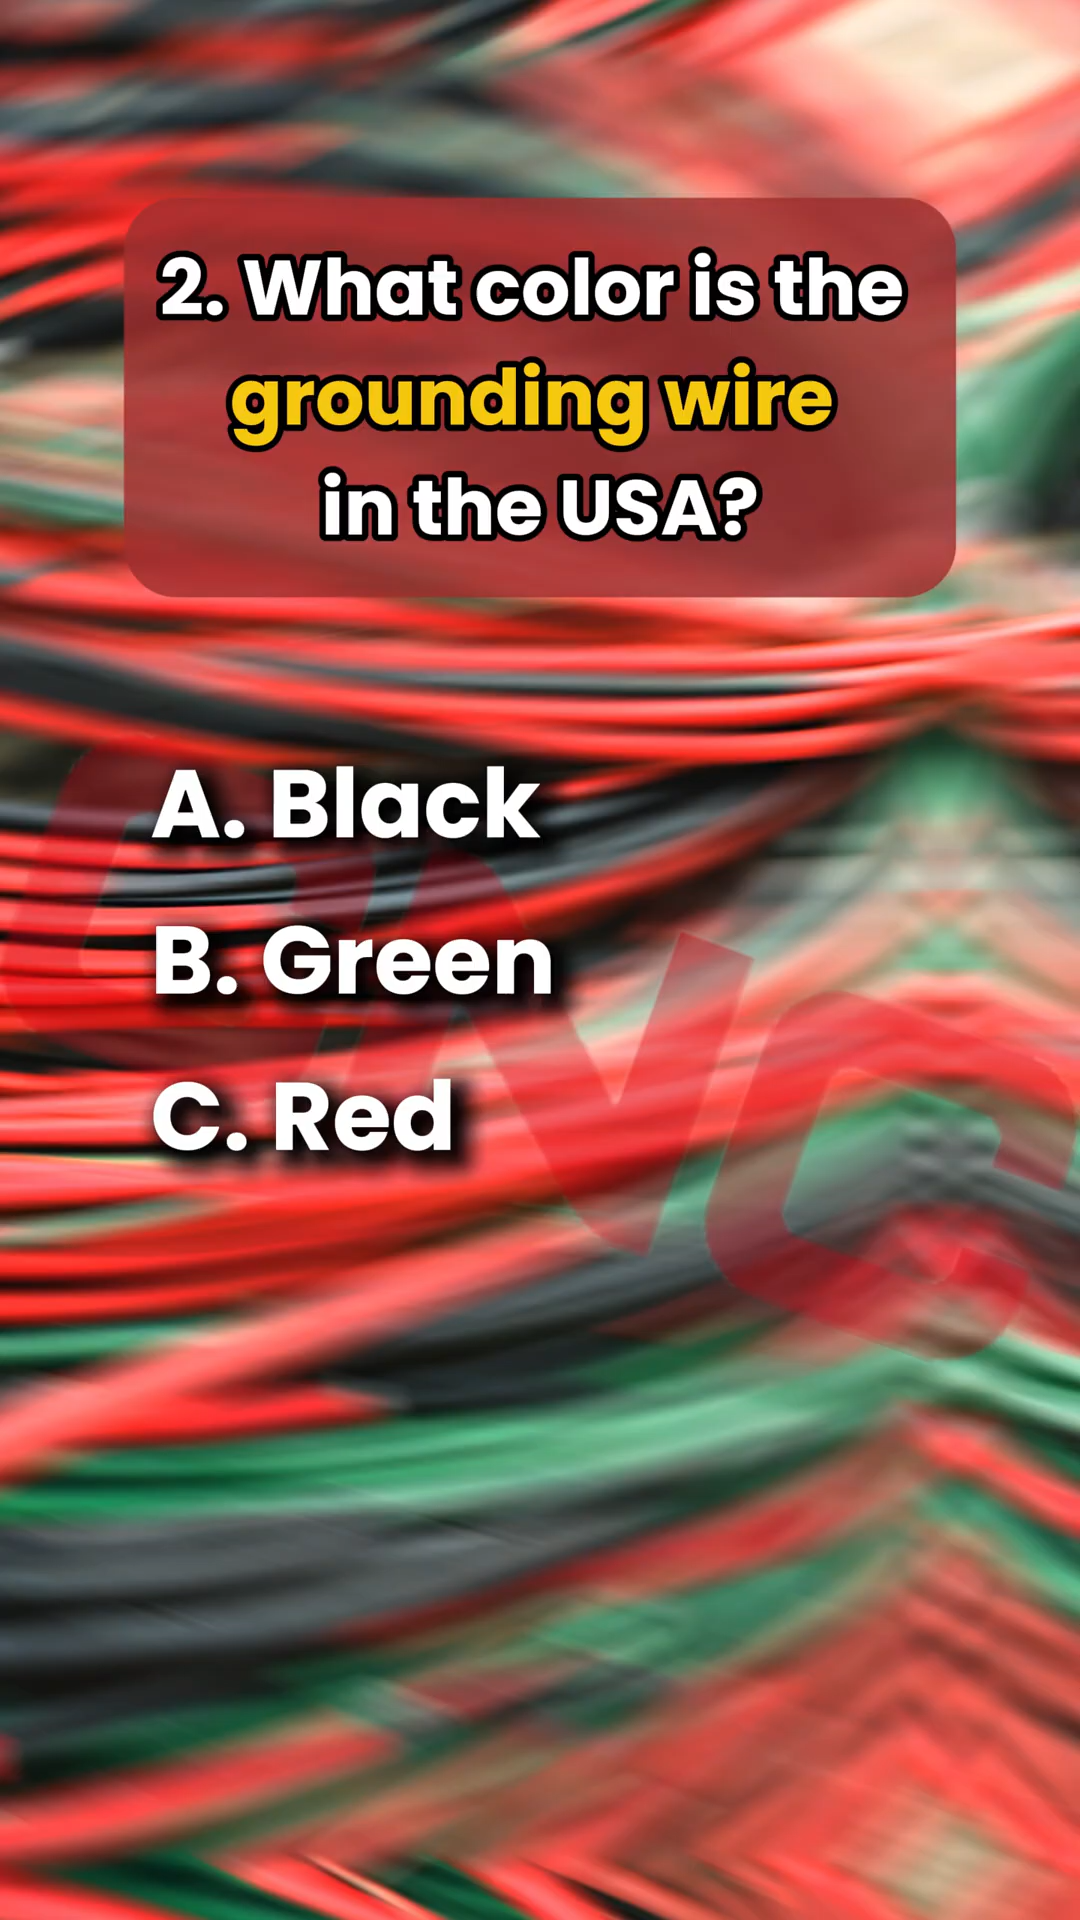 2. What color is the
grounding wire
in the USA?
A. Black
B. Green
C. Red